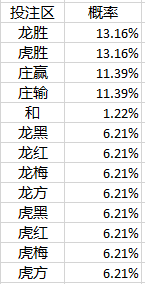 投注区 概率
龙胜 13.16%
虎胜 13.16%
庄赢 11.39%
庄输 11.39%
和 1.22%
龙黑 6.21%
龙红 6.21%
龙梅 6.21%
龙方 6.21%
虎黑 6.21%
虎红 6.21%
虎梅 6.21%
虎方 6.21%